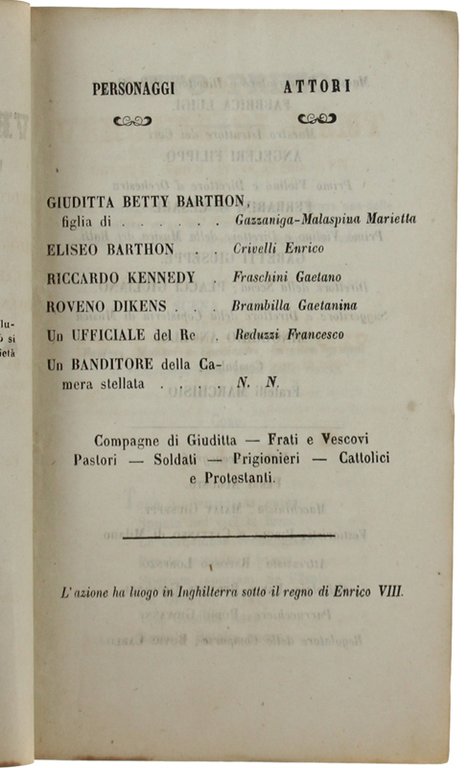 PERSONAGGI ATTORI
GIUDITTA BETTY BARTHON,
figlia di . . . . . . Gazzaniga-Malaspina Marietta
ELISEO BARTHON . . . Crivelli Enrico
RICCARDO KENNEDY . Fraschini Gaetano
ROVENO DIKENS . . . Brambilla Gaetanina
Un UFFICIALE del Re . Reduzzi Francesco
Un BANDITORE della Ca-
mera stellata . . . . . N. N.
Compagne di Giuditta — Frati e Vescovi
Pastori — Soldati — Prigionieri — Cattolici
e Protestanti.
L'azione ha luogo in Inghilterra sotto il regno di Enrico VIII.